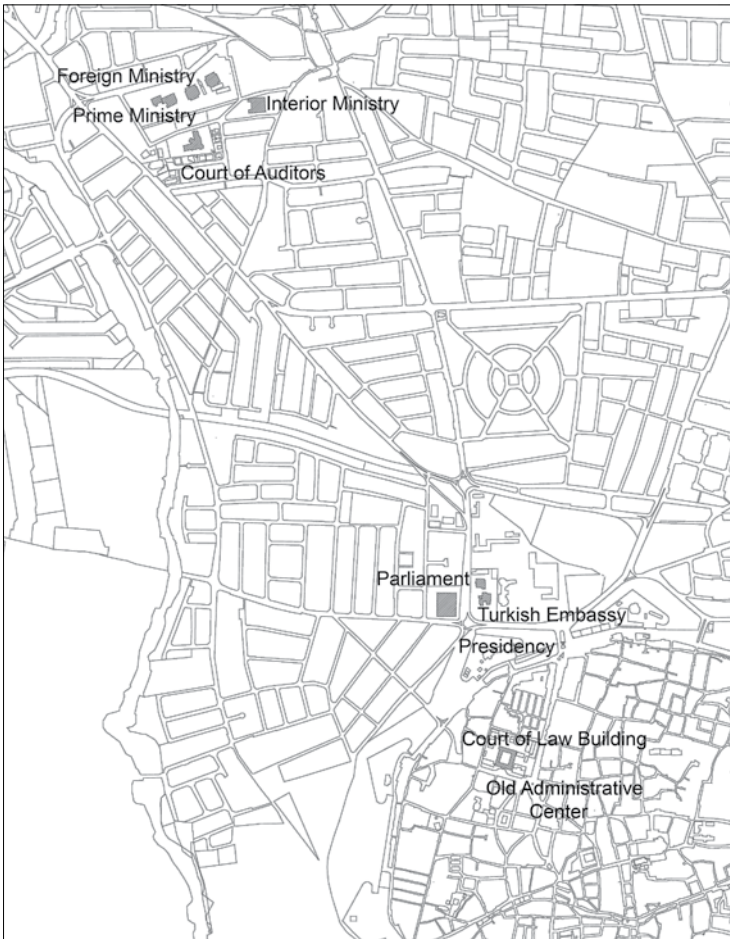 Foreign Ministry
Interior Ministry
Prime Ministry
Court of Auditors
Parliament
Turkish Embassy
Presidency
Court of Law Building
Old Administrative
Center